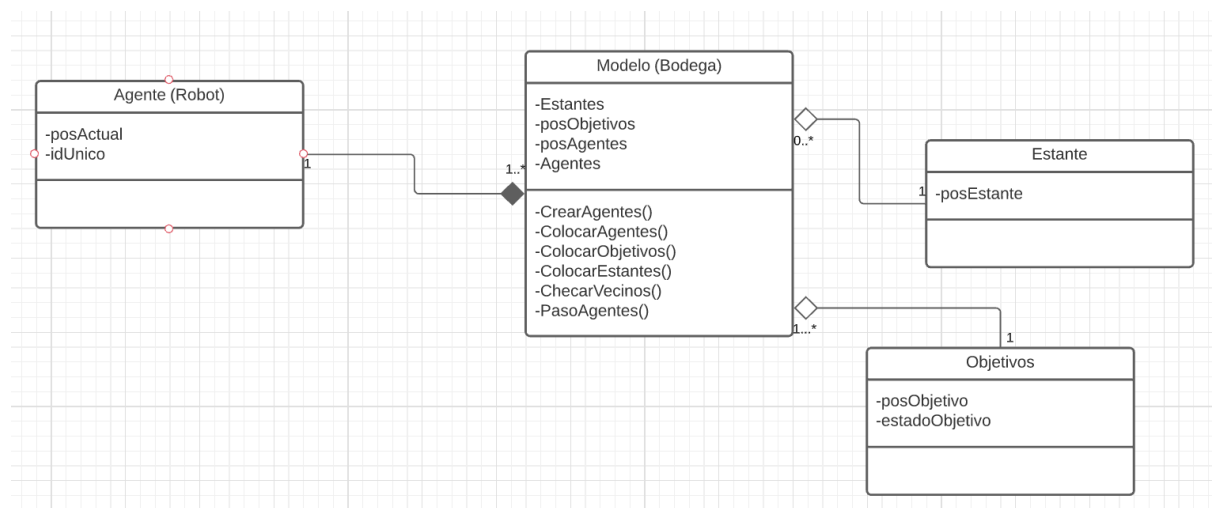 Agente (Robot)
-posActual
-idUnico
1
1..*
Modelo (Bodega)
-Estantes
-posObjetivos
-posAgentes
-Agentes
-CrearAgentes()
-ColocarAgentes()
-ColocarObjetivos()
-ColocarEstantes()
-ChecarVecinos()
-PasoAgentes()
0..*
1
Estante
-posEstante
1...*
1
Objetivos
-posObjetivo
-estadoObjetivo